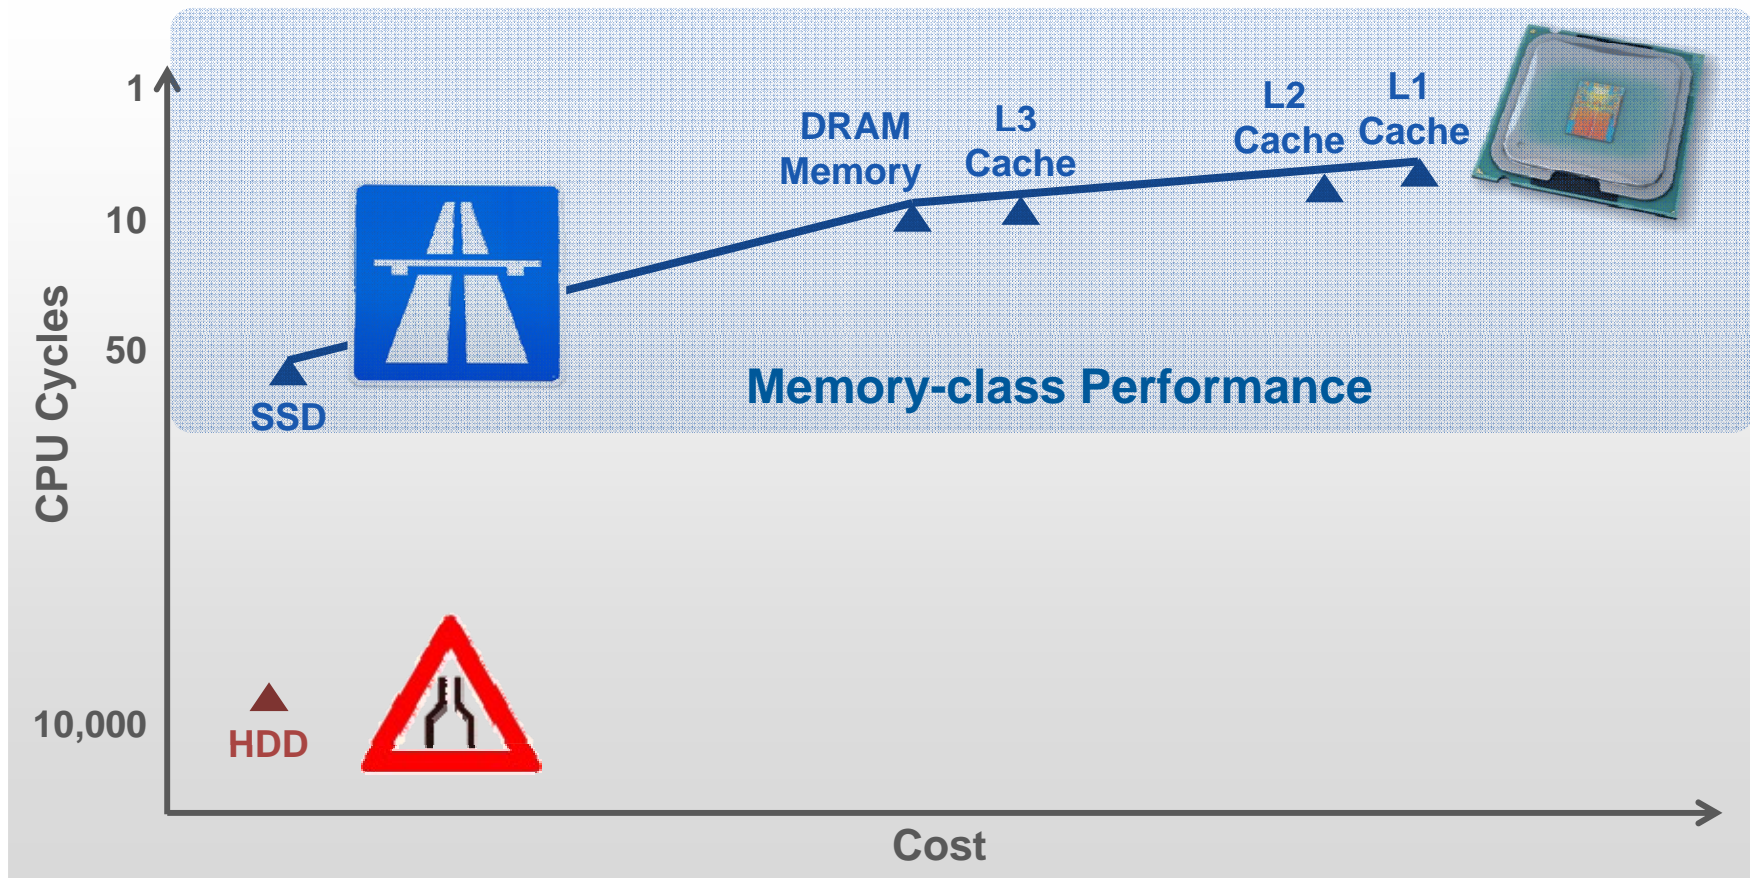 1
10
50
10,000
CPU Cycles
DRAM
Memory
L3
Cache
L2
Cache
L1
Cache
SSD
Memory-class Performance
HDD
Cost